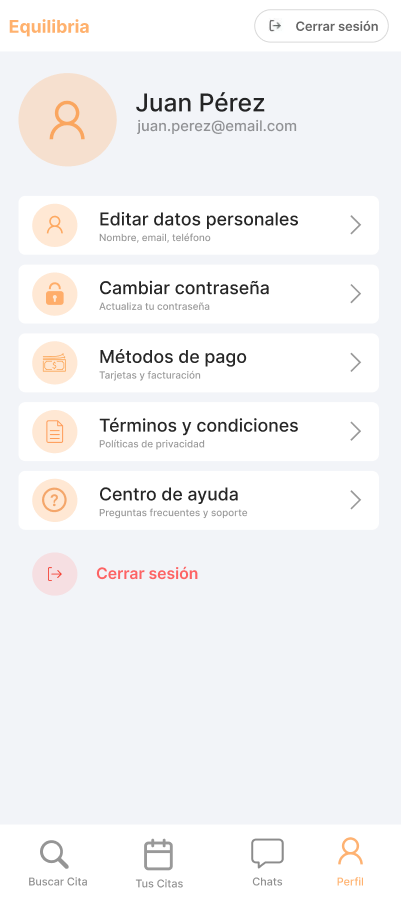 Equilibria
Cerrar sesión
Juan Pérez
juan.perez@email.com
Editar datos personales
Nombre, email, teléfono
Cambiar contraseña
Actualiza tu contraseña
Métodos de pago
Tarjetas y facturación
Términos y condiciones
Políticas de privacidad
Centro de ayuda
Preguntas frecuentes y soporte
Cerrar sesión
Buscar Cita
Tus Citas
Chats
Perfil